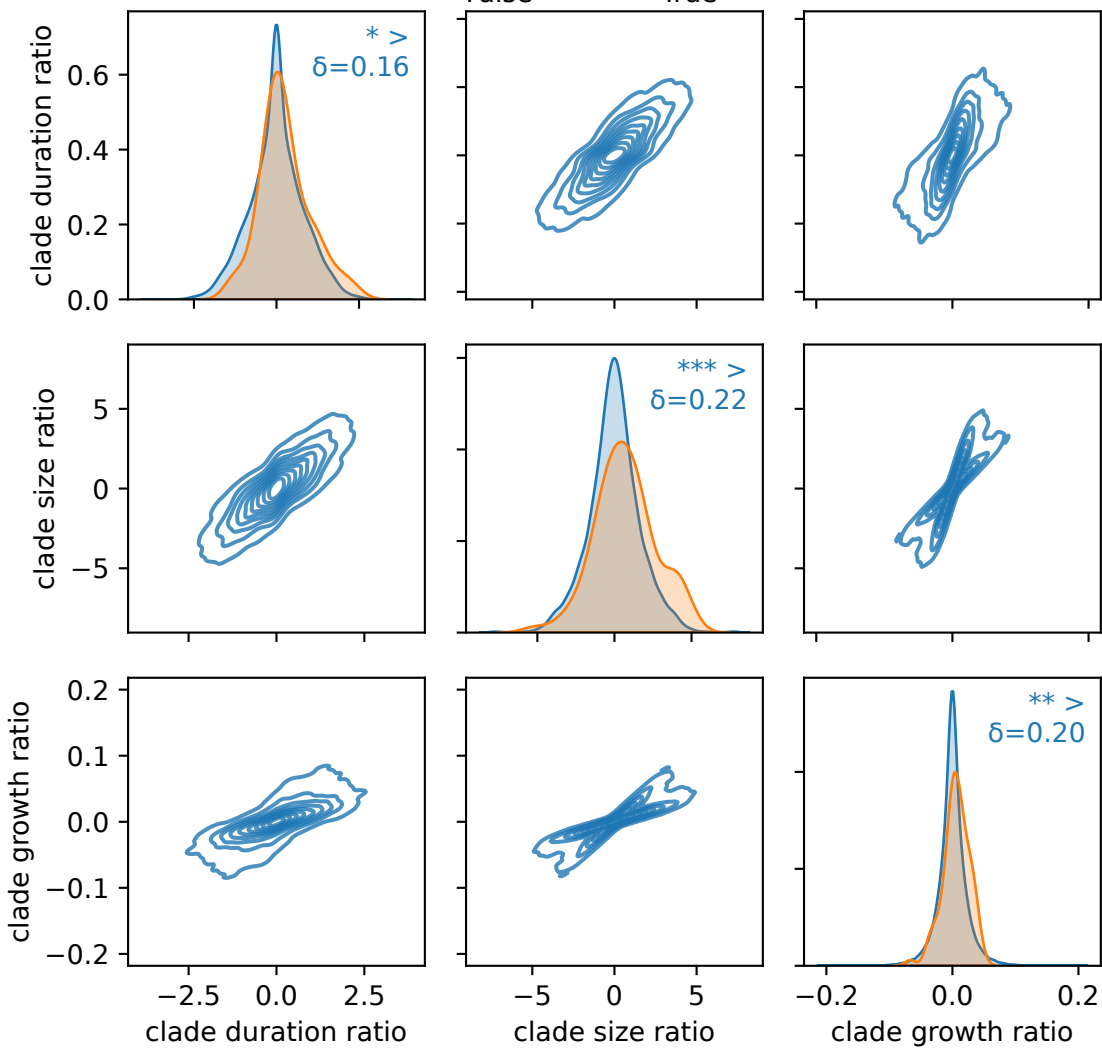 True
clade duration ratio
0.6
0.4
0.2
0.0
* >
δ=0.16
clade size ratio
5
0
−5
*** >
δ=0.22
clade growth ratio
0.2
0.1
0.0
−0.1
−0.2
** >
δ=0.20
−2.5 0.0 2.5
−5 0 5
−0.2 0.0 0.2
clade duration ratio
clade size ratio
clade growth ratio